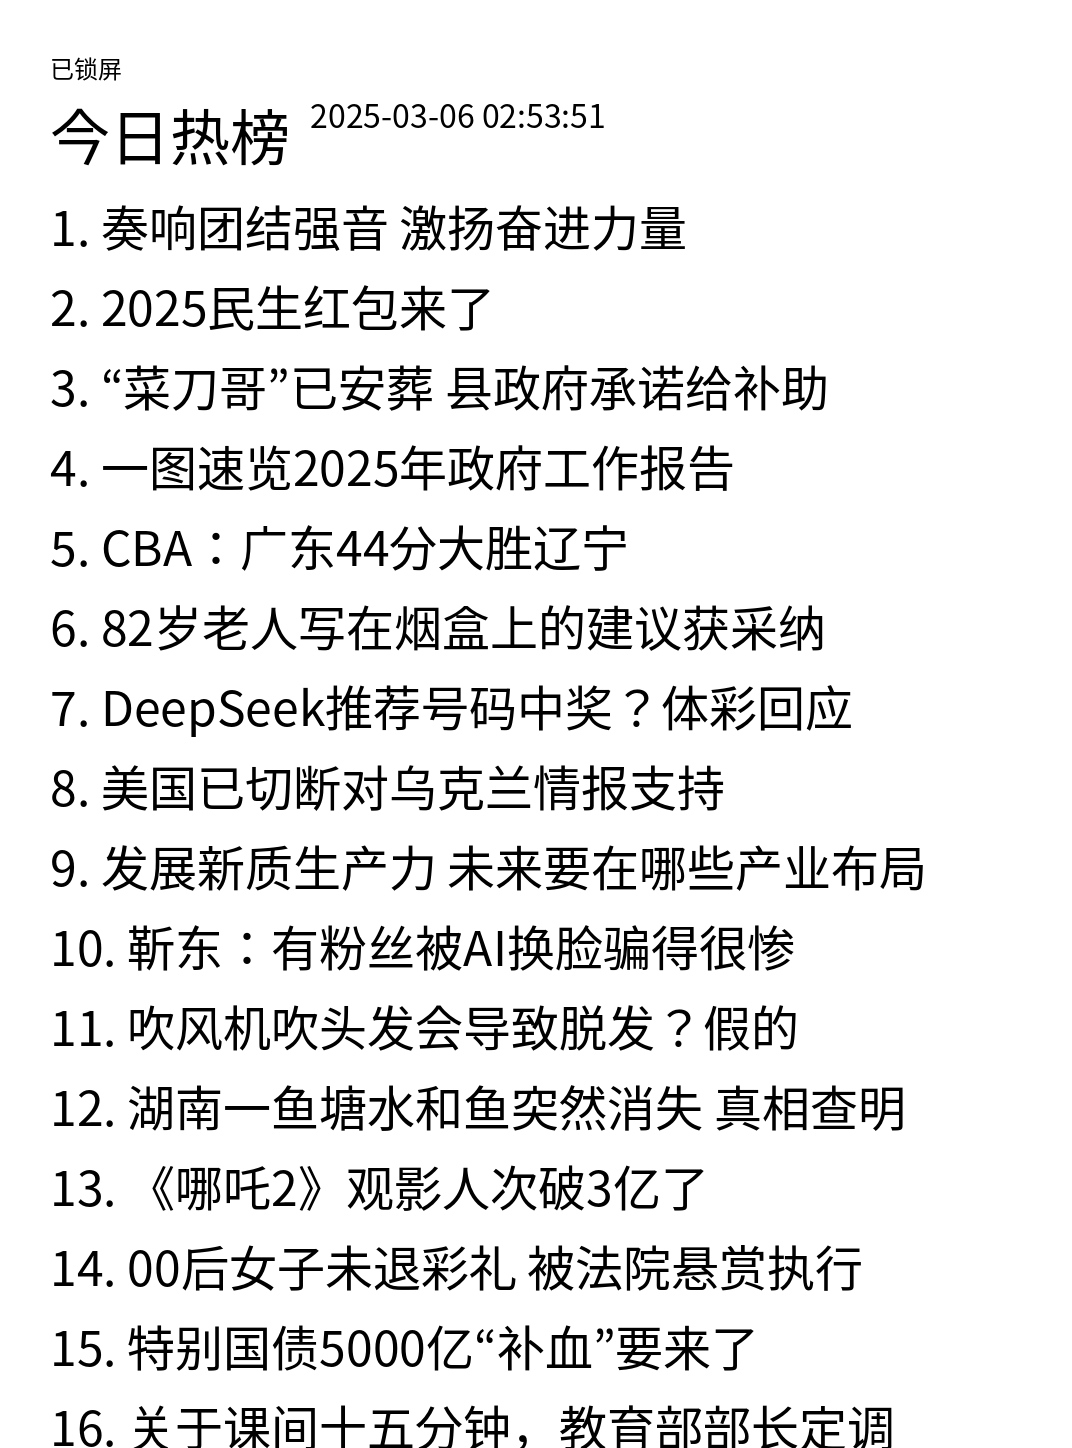 已锁屏
今日热榜 2025-03-06 02:53:51
1. 奏响团结强音 激扬奋进力量
2. 2025民生红包来了
3. “菜刀哥”已安葬 县政府承诺给补助
4. 一图速览2025年政府工作报告
5. CBA：广东44分大胜辽宁
6. 82岁老人写在烟盒上的建议获采纳
7. DeepSeek推荐号码中奖？体彩回应
8. 美国已切断对乌克兰情报支持
9. 发展新质生产力 未来要在哪些产业布局
10. 靳东：有粉丝被AI换脸骗得很惨
11. 吹风机吹头发会导致脱发？假的
12. 湖南一鱼塘水和鱼突然消失 真相查明
13. 《哪吒2》观影人次破3亿了
14. 00后女子未退彩礼 被法院悬赏执行
15. 特别国债5000亿“补血”要来了
16. 关于课间十五分钟，教育部部长定调